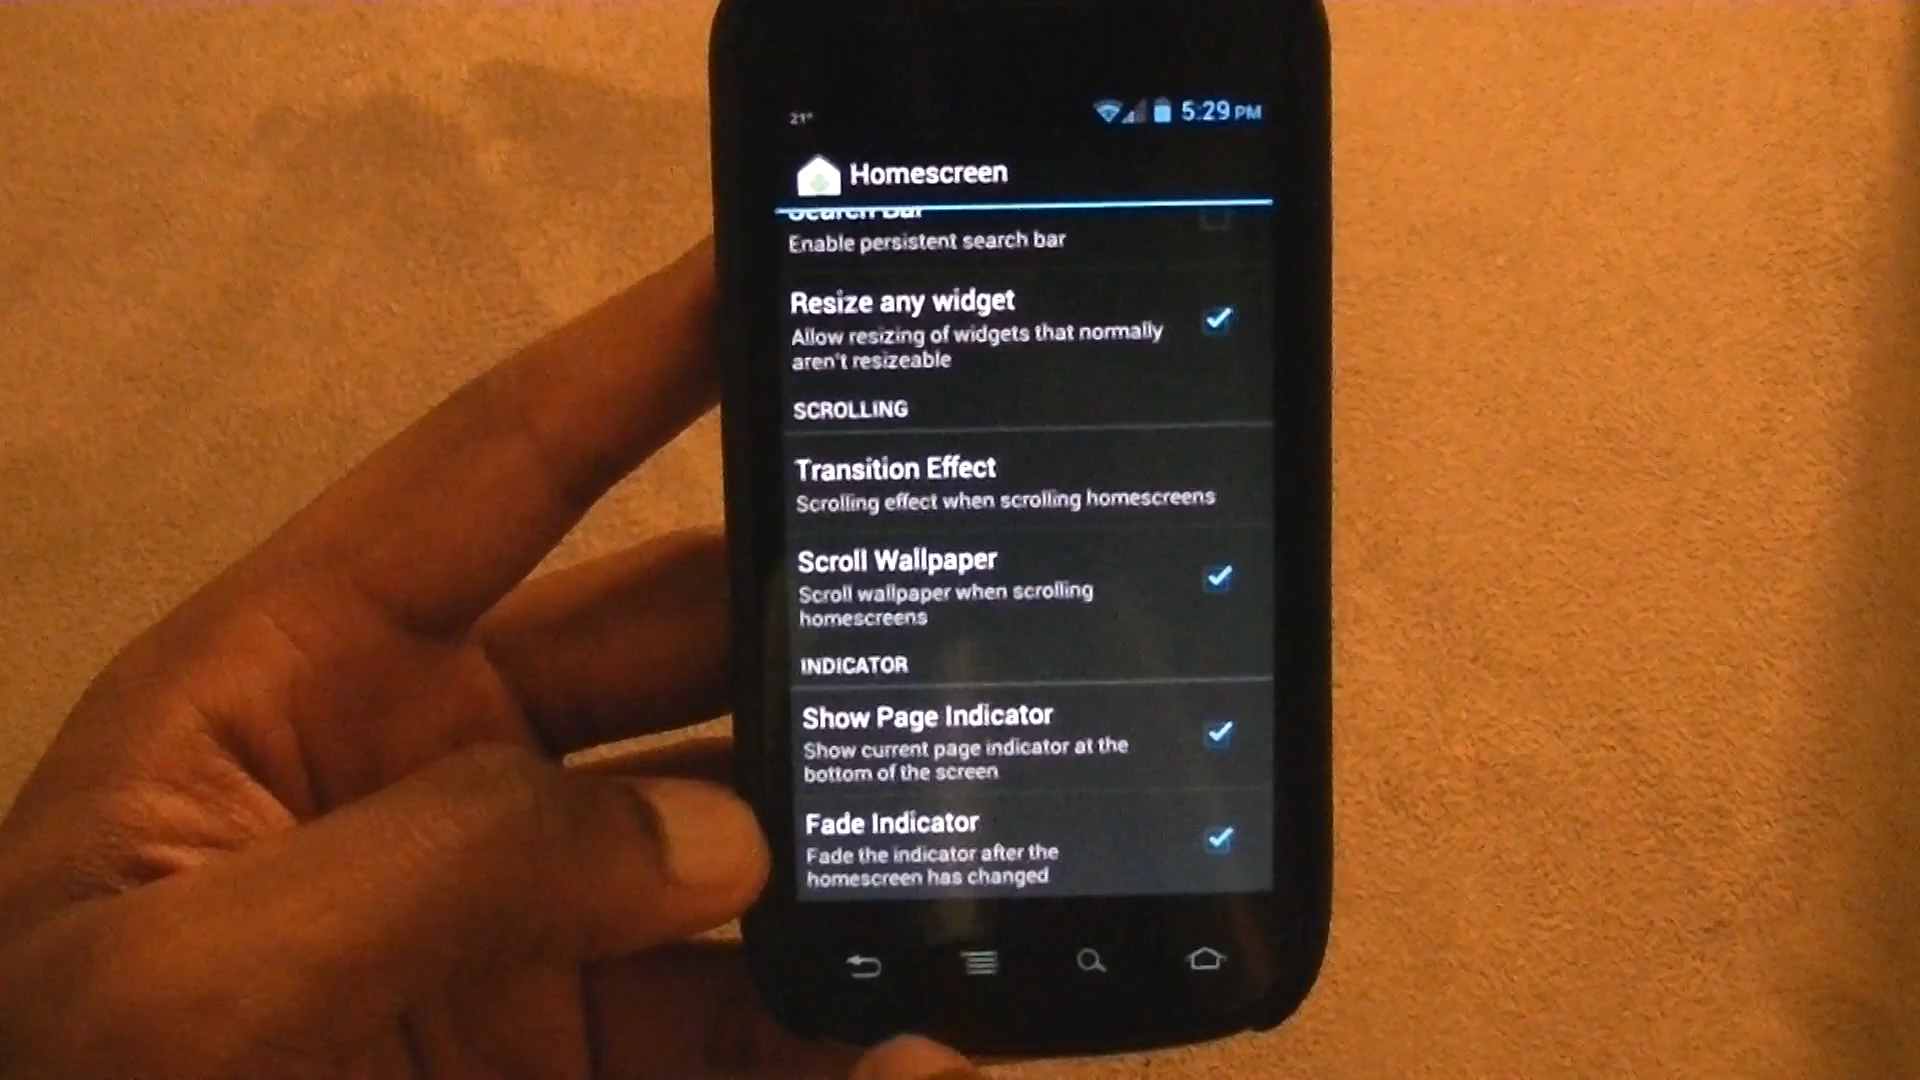 21°
5:29 PM
Homescreen
Search Bar
Enable persistent search bar
Resize any widget
Allow resizing of widgets that normally
aren't resizeable
SCROLLING
Transition Effect
Scrolling effect when scrolling homescreens
Scroll Wallpaper
Scroll wallpaper when scrolling
homescreens
INDICATOR
Show Page Indicator
Show current page indicator at the
bottom of the screen
Fade Indicator
Fade the indicator after the
homescreen has changed